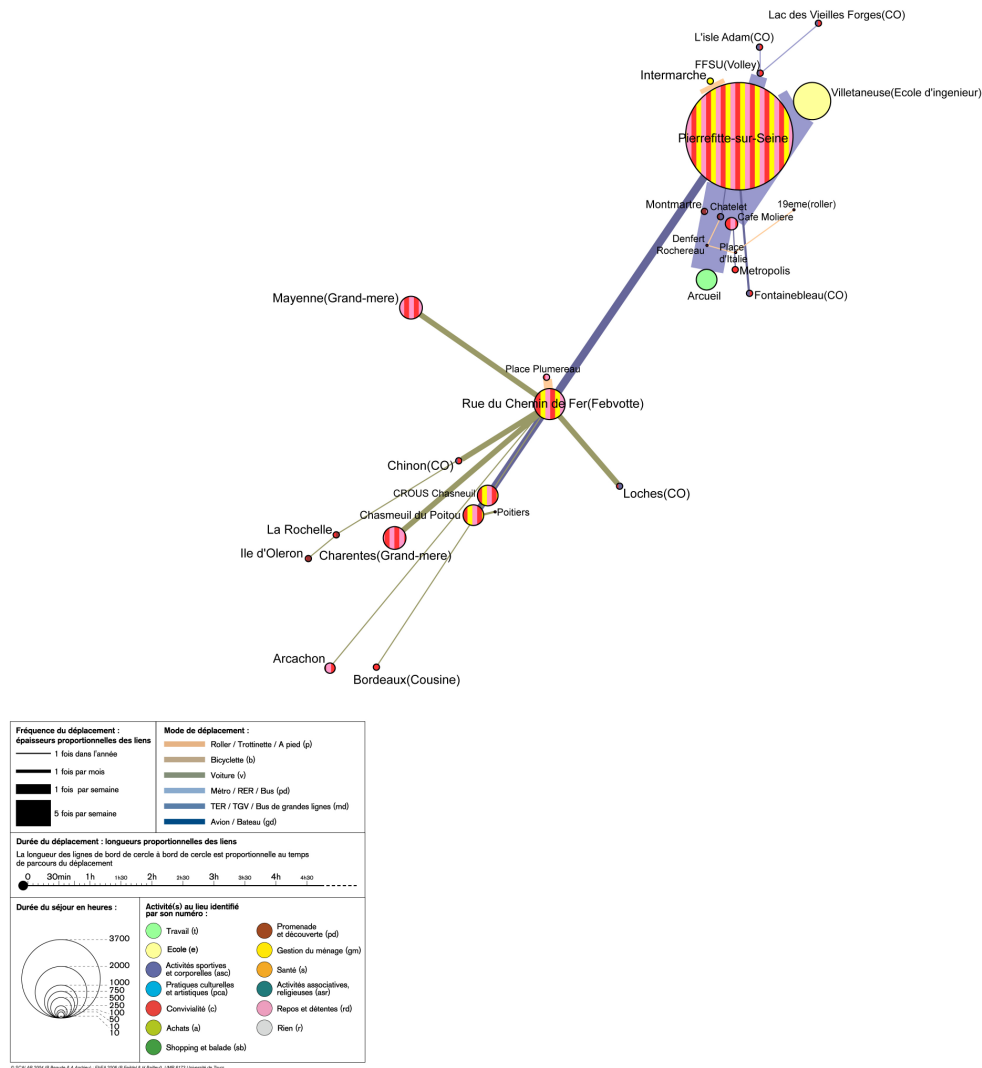 Lac des Vieilles Forges(CO)
L'isle Adam(CO)
FFSU(Volley)
Intermarche
Villetaneuse(Ecole d'ingenieur)
Pierrefitte-sur-Seine
Montmartre
Chatelet
19eme(roller)
Cafe Moliere
Denfert
Rochereau
Place
d'Italie
Metropolis
Arcueil
Fontainebleau(CO)
Mayenne(Grand-mere)
Place Plumereau
Rue du Chemin de Fer(Febvotte)
Chinon(CO)
CROUS Chasneuil
Loches(CO)
Chasmeuil du Poitou
Poitiers
La Rochelle
Ile d'Oleron
Charentes(Grand-mere)
Arcachon
Bordeaux(Cousine)
Fréquence du déplacement :
épaisseurs proportionnelles des liens
1 fois dans l'année
1 fois par mois
1 fois par semaine
5 fois par semaine
Mode de déplacement :
Roller / Trottinette / A pied (p)
Bicyclette (b)
Voiture (v)
Métro / RER / Bus (pd)
TER / TGV / Bus de grandes lignes (md)
Avion / Bateau (gd)
Durée du déplacement : longueurs proportionnelles des liens
La longueur des lignes de bord de cercle à bord de cercle est proportionnelle au temps
de parcours du déplacement
0 30min 1h 1h30 2h 2h30 3h 3h30 4h 4h30
Durée du séjour en heures :
3700
2000
1000
750
500
250
100
50
10
10
Activité(s) au lieu identifié
par son numéro :
Travail (t)
Ecole (e)
Activités sportives
et corporelles (asc)
Pratiques culturelles
et artistiques (pca)
Convivialité (c)
Achats (a)
Shopping et balade (sb)
Promenade
et découverte (pd)
Gestion du ménage (gm)
Santé (s)
Activités associatives,
religieuses (asr)
Repos et détentes (rd)
Rien (r)